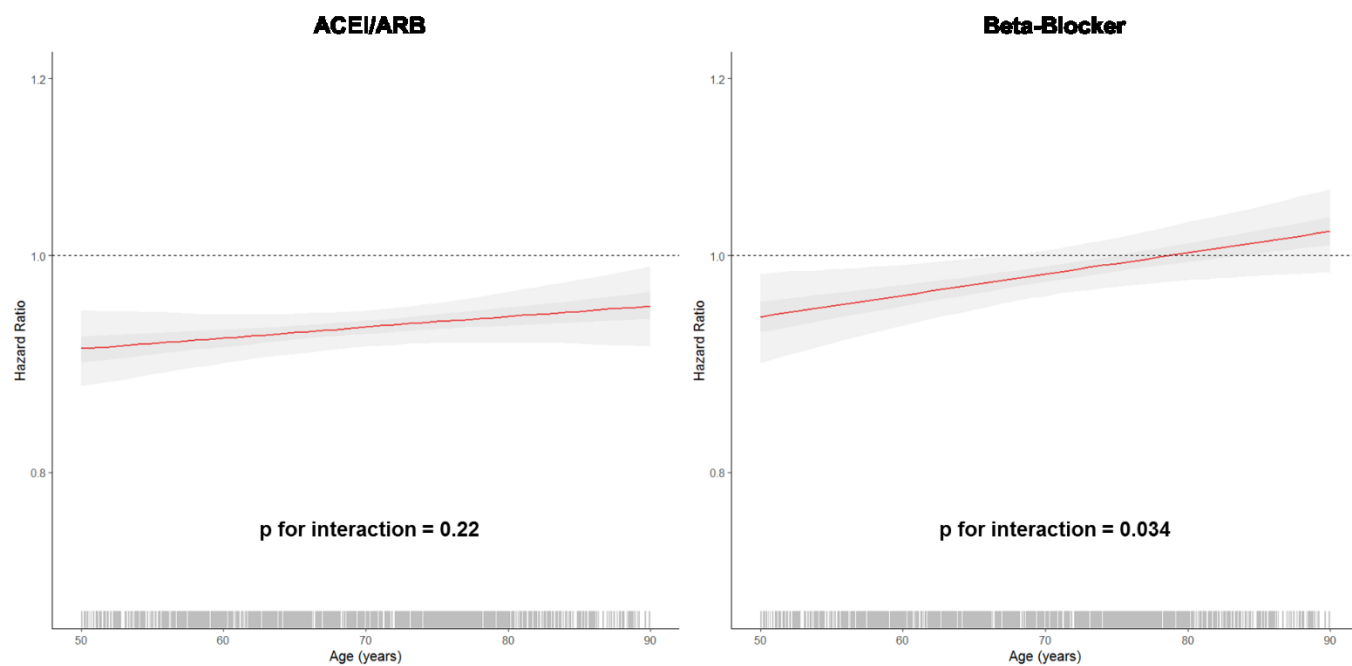 ACEI/ARB
1.2
1.0
0.8
Hazard Ratio
p for interaction = 0.22
50 60 70 80 90
Age (years)
Beta-Blocker
1.2
1.0
0.8
Hazard Ratio
p for interaction = 0.034
50 60 70 80 90
Age (years)